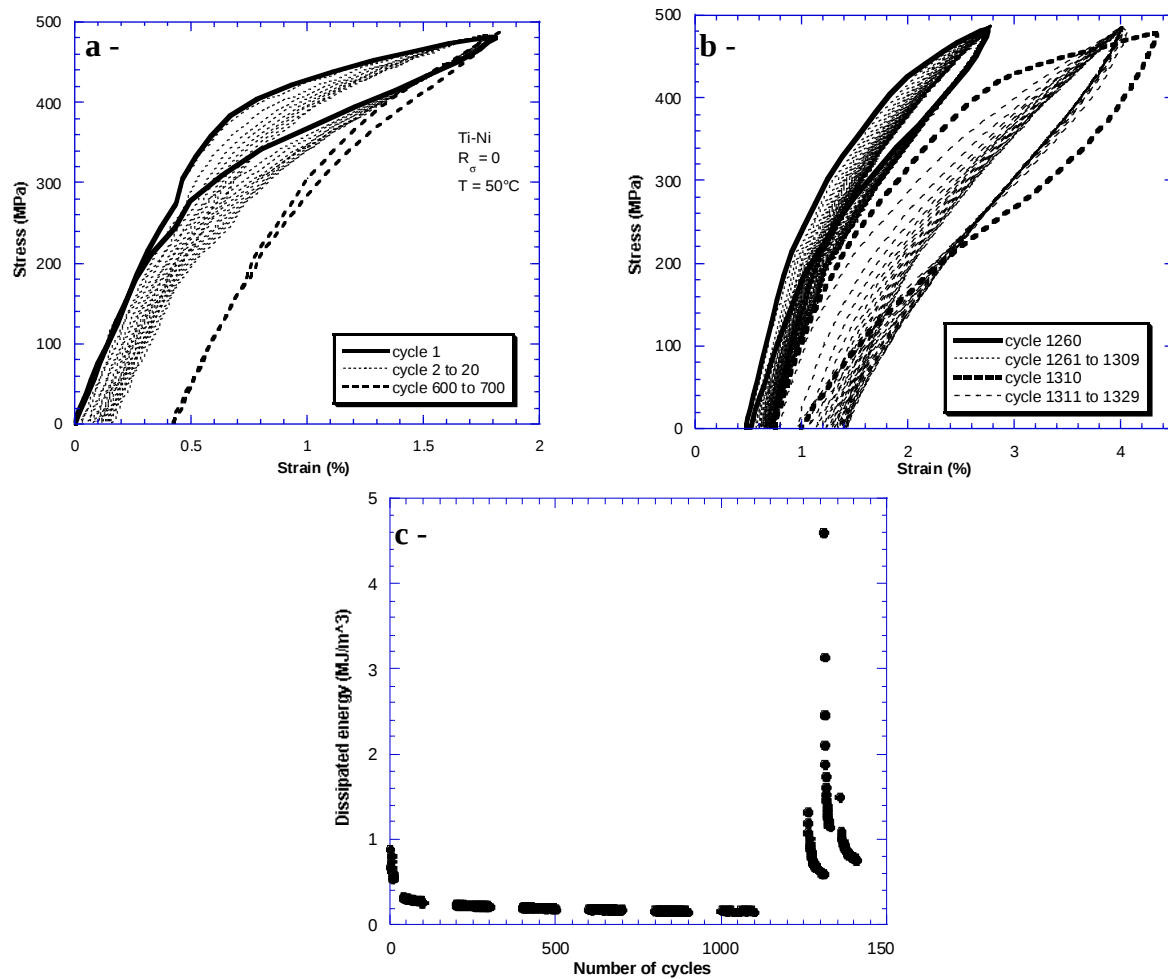 a -
500
400
300
200
100
0
Stress (MPa)
Ti-Ni
R_σ = 0
T = 50°C
cycle 1
cycle 2 to 20
cycle 600 to 700
0 0.5 1 1.5 2
Strain (%)
b -
500
400
300
200
100
0
Stress (MPa)
cycle 1260
cycle 1261 to 1309
cycle 1310
cycle 1311 to 1329
0 1 2 3 4
Strain (%)
c -
5
4
3
2
1
0
Dissipated energy (MJ/m^3)
0 500 1000 150
Number of cycles